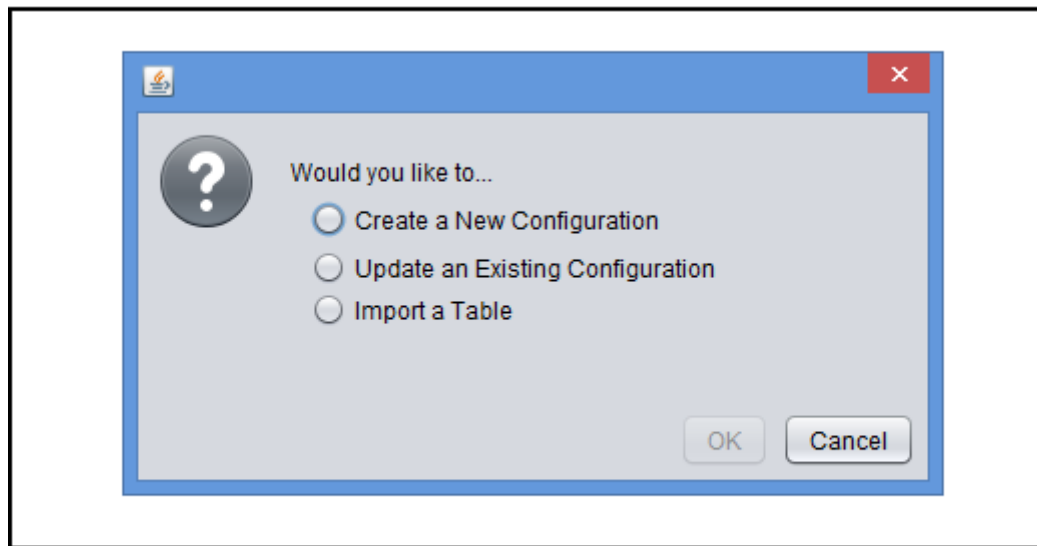 Would you like to...
Create a New Configuration
Update an Existing Configuration
Import a Table
OK Cancel